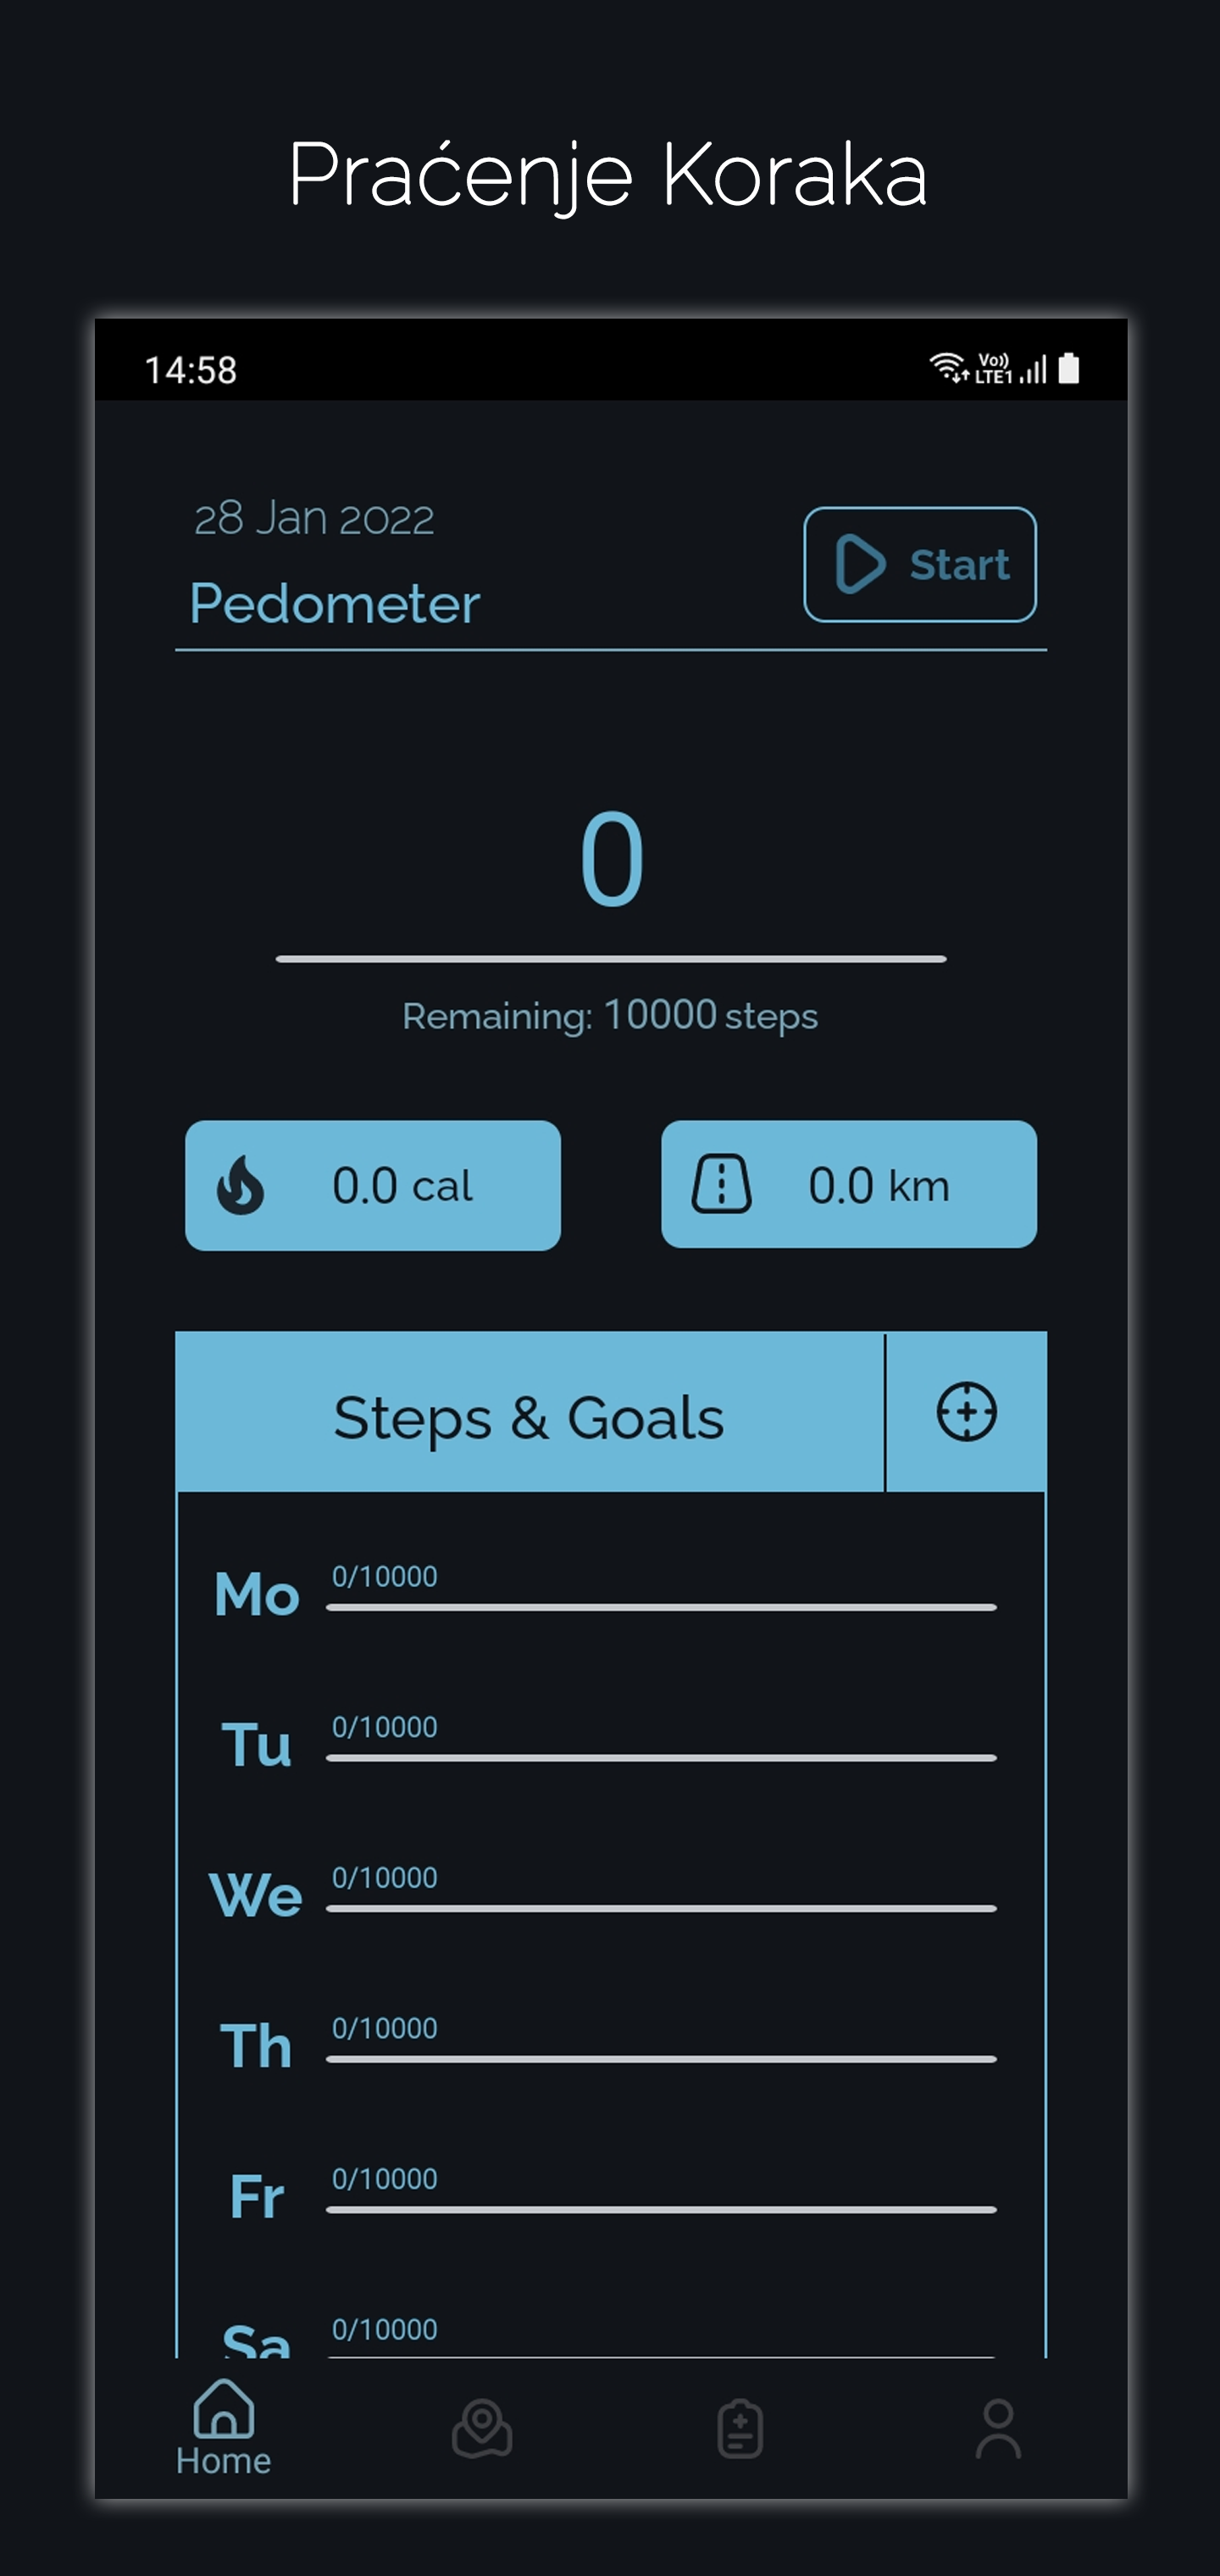 Praćenje Koraka
14:58
Vo))
LTE1
28 Jan 2022
Pedometer
Start
0
Remaining: 10000 steps
0.0 cal
0.0 km
Steps & Goals
Mo 0/10000
Tu 0/10000
We 0/10000
Th 0/10000
Fr 0/10000
Sa 0/10000
Home